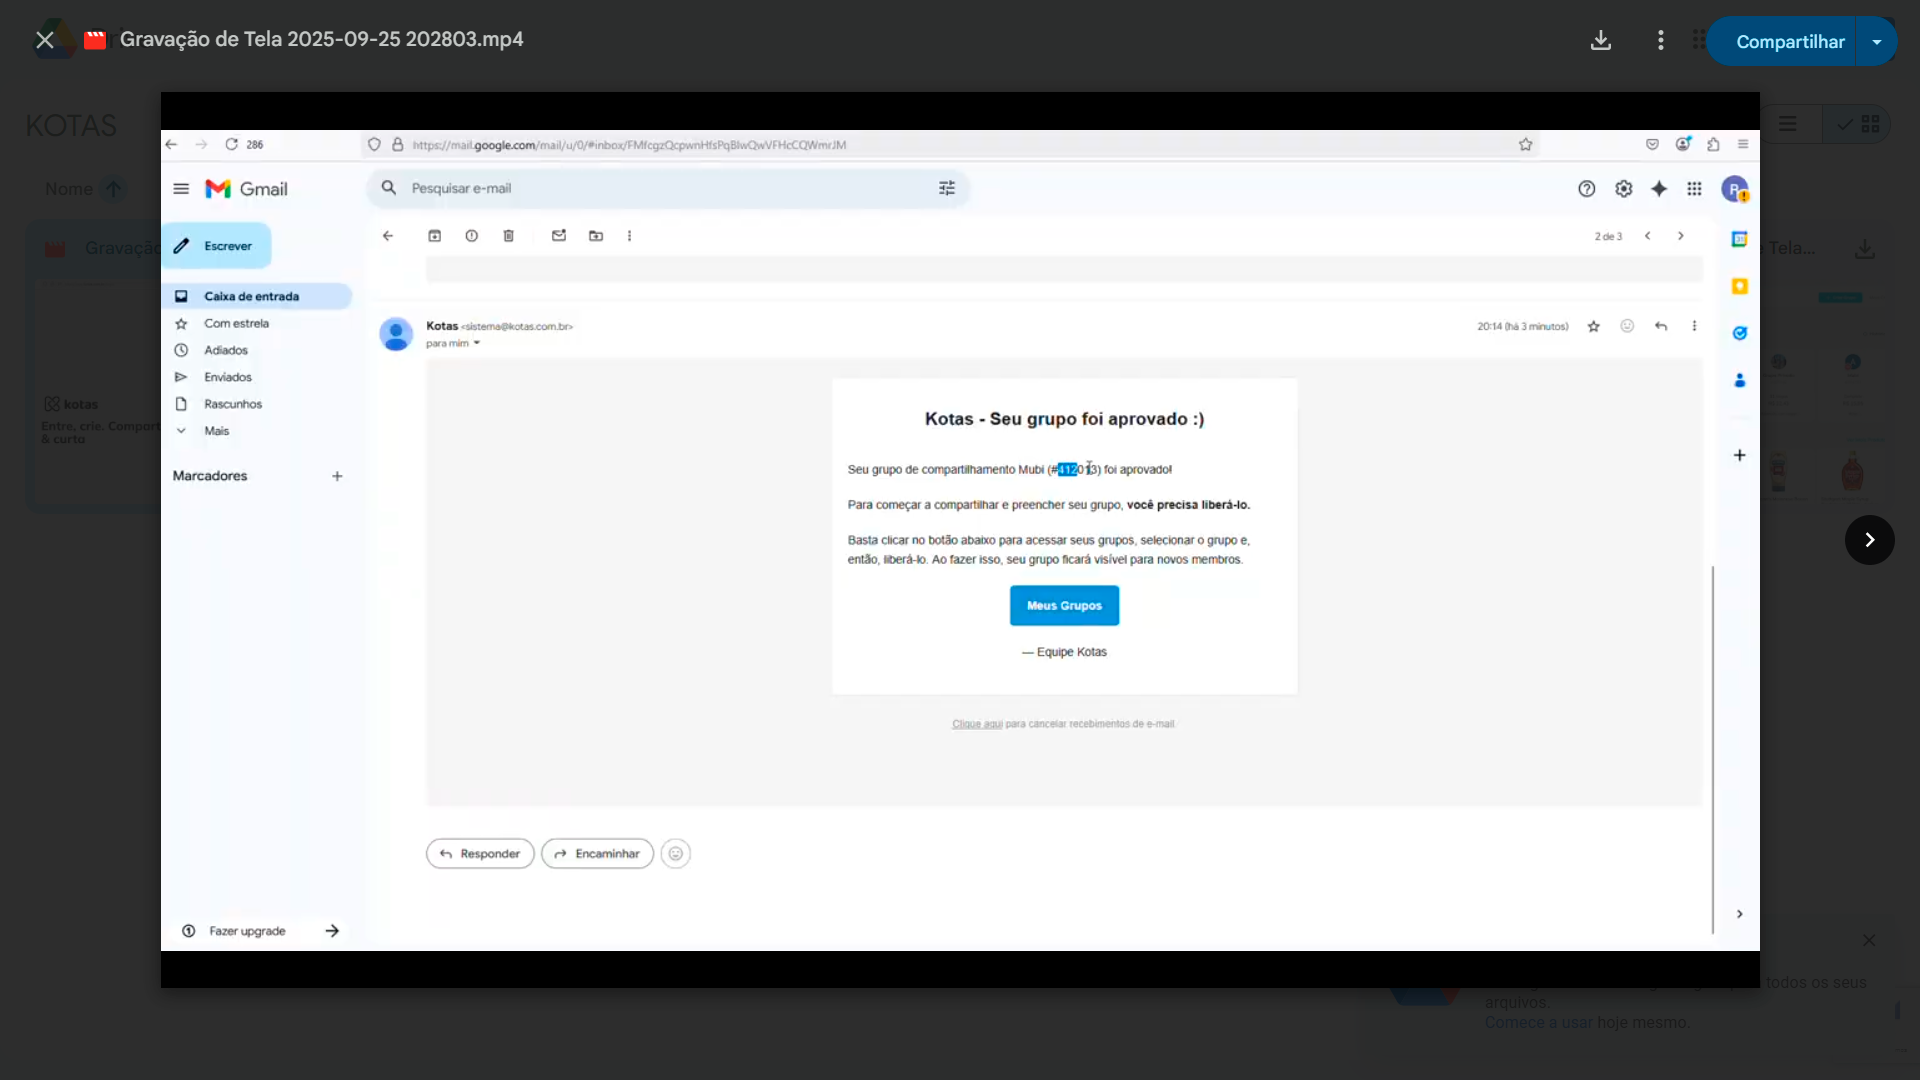 Gravação de Tela 2025-09-25 202803.mp4
Compartilhar
KOTAS
Nome
Gravação
Tela...
kotas
Entre, crie. Compart
& curta
286
https://mail.google.com/mail/u/0/#inbox/FMfcgzQcpwnHfsPqBlwQwVFHcCQWmrJM
Gmail
Pesquisar e-mail
R
Escrever
2 de 3
Caixa de entrada
Com estrela
Adiados
Enviados
Rascunhos
Mais
Marcadores
Fazer upgrade
Kotas <sistema@kotas.com.br>
20:14 (há 3 minutos)
para mim
Kotas - Seu grupo foi aprovado :)
Seu grupo de compartilhamento Mubi (#412013) foi aprovado!
Para começar a compartilhar e preencher seu grupo, você precisa liberá-lo.
Basta clicar no botão abaixo para acessar seus grupos, selecionar o grupo e,
então, liberá-lo. Ao fazer isso, seu grupo ficará visível para novos membros.
Meus Grupos
— Equipe Kotas
Clique aqui para cancelar recebimentos de e-mail
Responder
Encaminhar
todos os seus
arquivos.
Comece a usar hoje mesmo.